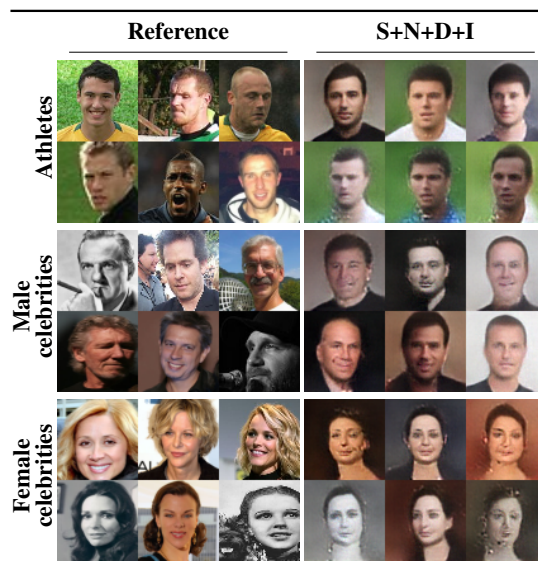 Reference
S+N+D+I
Athletes
Male
celebrities
Female
celebrities